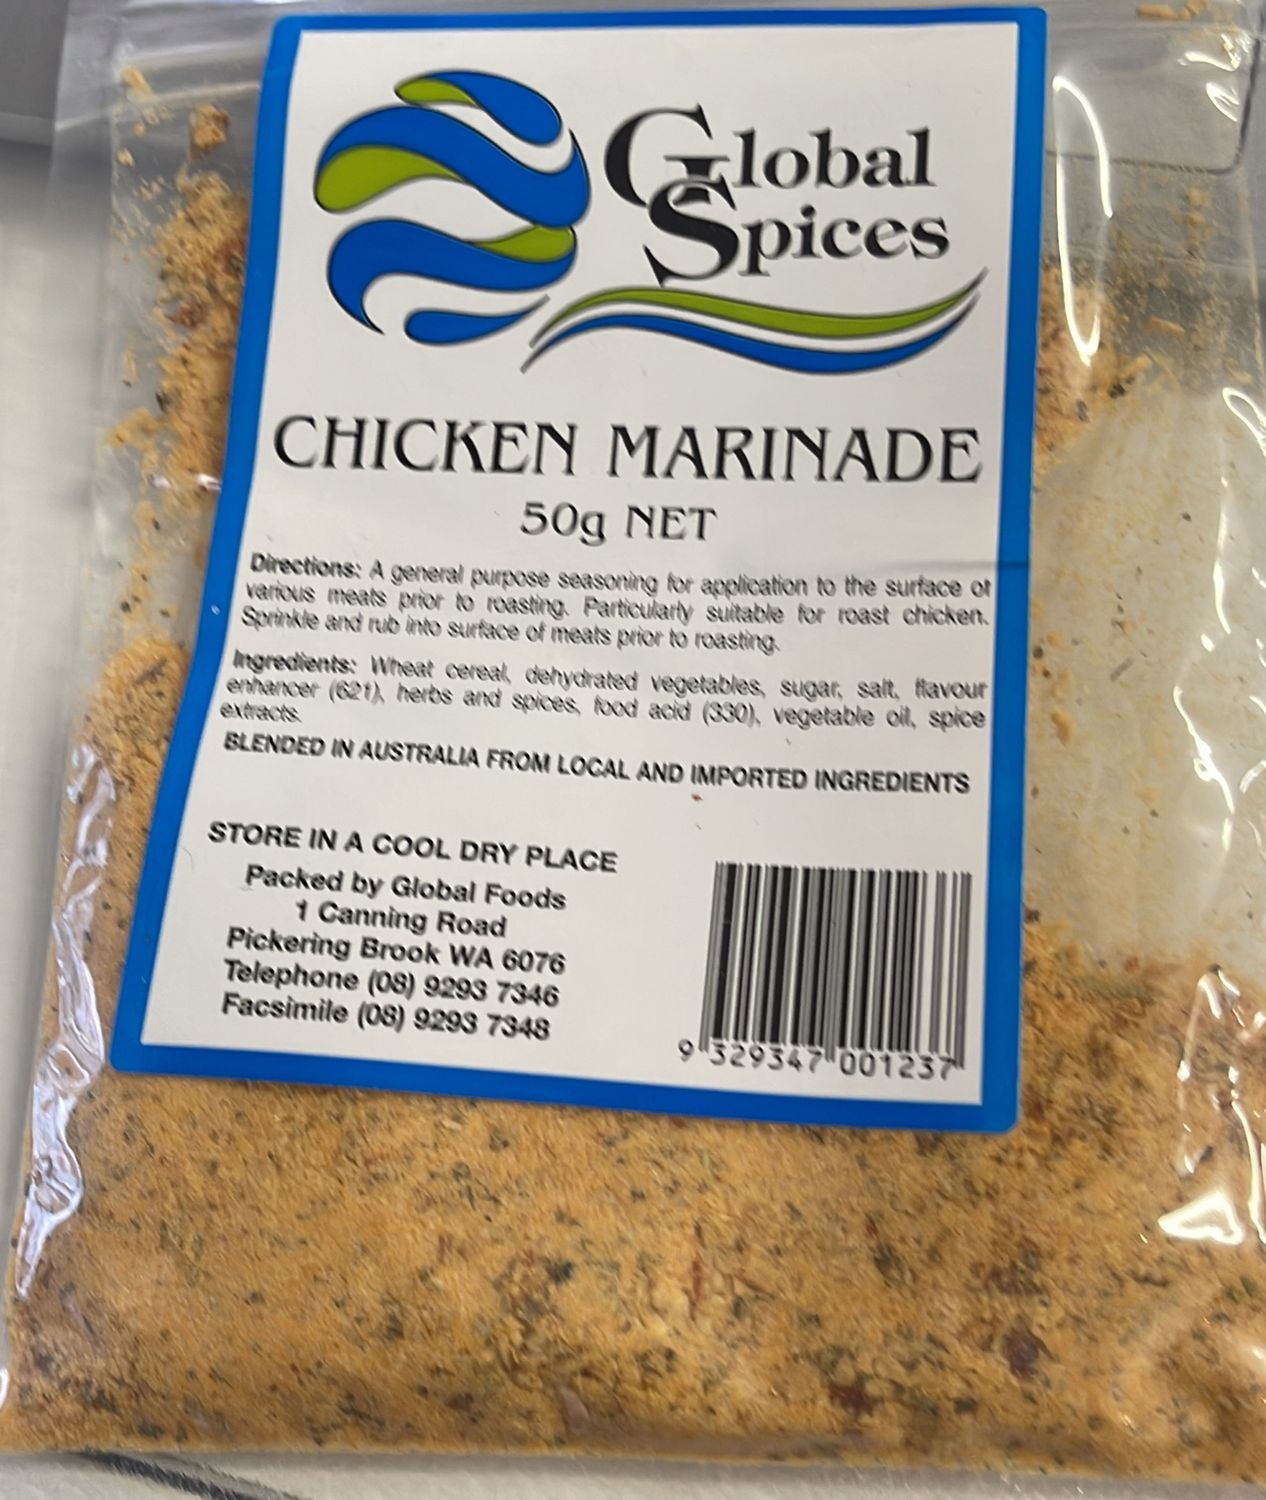 Global
Spices
CHICKEN MARINADE
50g NET
Directions: A general purpose seasoning for application to the surface of
various meats prior to roasting. Particularly suitable for roast chicken.
Sprinkle and rub into surface of meats prior to roasting.
Ingredients: Wheat cereal, dehydrated vegetables, sugar, salt, flavour
enhancer (621), herbs and spices, food acid (330), vegetable oil, spice
extracts.
BLENDED IN AUSTRALIA FROM LOCAL AND IMPORTED INGREDIENTS
STORE IN A COOL DRY PLACE
Packed by Global Foods
1 Canning Road
Pickering Brook WA 6076
Telephone (08) 9293 7346
Facsimile (08) 9293 7348
9 329347 001237